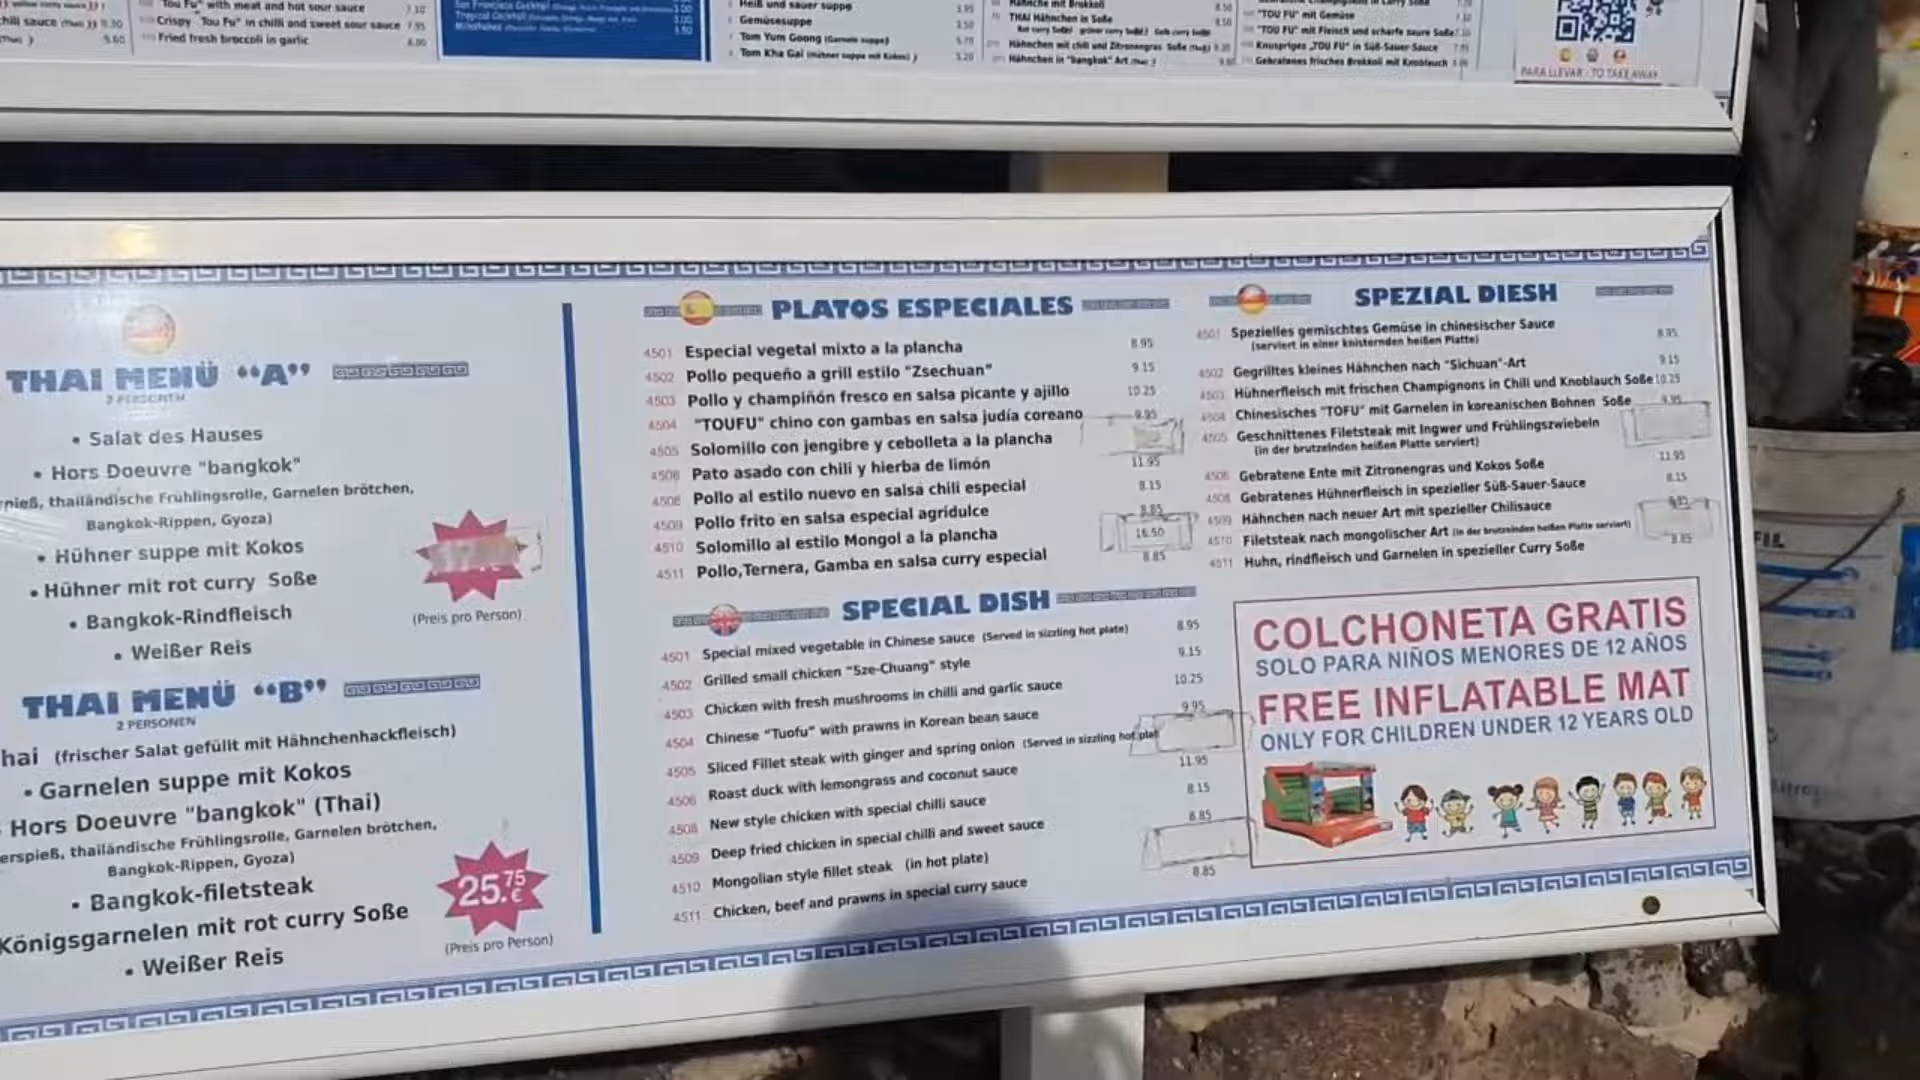 Tou Fu" with meat and hot sour sauce 7.10
chilli sauce (Thai) 9.30
Crispy Tou Fu" in chilli and sweet sour sauce 7.95
9.60
Fried fresh broccoli in garlic 6.00
San Francisco Cocktail
Tropical Cocktail
Heiß und sauer suppe 3.95
Gemüsesuppe 3.50
Tom Yum Goong (Garnele suppe) 5.75
Tom Kha Gai (Hühner suppe mit Kokos) 5.20
Hähnche mit Brokkoli 8.50
THAI Hähnchen in Soße 8.50
Hähnchen mit chili und Zitronengras Soße (Thai)
Hähnchen in "bangkok" Art (Thai)
"TOU FU" mit Gemüse
"TOU FU" mit Fleisch und scharfe saure Soße
Knuspriges „TOU FU" in Süß-Sauer-Sauce
Gebratenes frisches Brokkoli mit Knoblauch
PARA LLEVAR - TO TAKE AWAY
THAI MENÜ “A”
2 PERSONEN
• Salat des Hauses
• Hors Doeuvre "bangkok"
thailändische Frühlingsrolle, Garnelen brötchen,
Bangkok-Rippen, Gyoza)
• Hühner suppe mit Kokos
• Hühner mit rot curry Soße
• Bangkok-Rindfleisch
• Weißer Reis
(Preis pro Person)
THAI MENÜ “B”
2 PERSONEN
hai (frischer Salat gefüllt mit Hähnchenhackfleisch)
• Garnelen suppe mit Kokos
Hors Doeuvre "bangkok" (Thai)
erspieß, thailändische Frühlingsrolle, Garnelen brötchen,
Bangkok-Rippen, Gyoza)
• Bangkok-filetsteak
Königsgarnelen mit rot curry Soße
• Weißer Reis
25.75 €
(Preis pro Person)
PLATOS ESPECIALES
4501 Especial vegetal mixto a la plancha 8.95
4502 Pollo pequeño a grill estilo "Zsechuan" 9.15
4503 Pollo y champiñón fresco en salsa picante y ajillo 10.25
4504 "TOUFU" chino con gambas en salsa judía coreano 9.95
4505 Solomillo con jengibre y cebolleta a la plancha
4506 Pato asado con chili y hierba de limón 11.95
4508 Pollo al estilo nuevo en salsa chili especial 8.15
4509 Pollo frito en salsa especial agridulce 8.85
4510 Solomillo al estilo Mongol a la plancha 16.50
4511 Pollo,Ternera, Gamba en salsa curry especial 8.85
SPECIAL DISH
4501 Special mixed vegetable in Chinese sauce (Served in sizzling hot plate) 8.95
4502 Grilled small chicken "Sze-Chuang" style 9.15
4503 Chicken with fresh mushrooms in chilli and garlic sauce 10.25
4504 Chinese "Tuofu" with prawns in Korean bean sauce 9.95
4505 Sliced Fillet steak with ginger and spring onion (Served in sizzling hot plat
4506 Roast duck with lemongrass and coconut sauce 11.95
4508 New style chicken with special chilli sauce 8.15
4509 Deep fried chicken in special chilli and sweet sauce 8.85
4510 Mongolian style fillet steak (in hot plate)
4511 Chicken, beef and prawns in special curry sauce 8.85
SPEZIAL DIESH
4501 Spezielles gemischtes Gemüse in chinesischer Sauce 8.95
(serviert in einer knisternden heißen Platte)
4502 Gegrilltes kleines Hähnchen nach "Sichuan"-Art 9.15
4503 Hühnerfleisch mit frischen Champignons in Chili und Knoblauch Soße 10.25
4504 Chinesisches "TOFU" mit Garnelen in koreanischen Bohnen Soße 9.95
4505 Geschnittenes Filetsteak mit Ingwer und Frühlingszwiebeln
(in der brutzelnden heißen Platte serviert)
4506 Gebratene Ente mit Zitronengras und Kokos Soße 11.95
4508 Gebratenes Hühnerfleisch in spezieller Süß-Sauer-Sauce 8.15
4509 Hähnchen nach neuer Art mit spezieller Chilisauce 8.85
4510 Filetsteak nach mongolischer Art (in der brutzelnden heißen Platte serviert)
4511 Huhn, rindfleisch und Garnelen in spezieller Curry Soße 8.85
COLCHONETA GRATIS
SOLO PARA NIÑOS MENORES DE 12 AÑOS
FREE INFLATABLE MAT
ONLY FOR CHILDREN UNDER 12 YEARS OLD